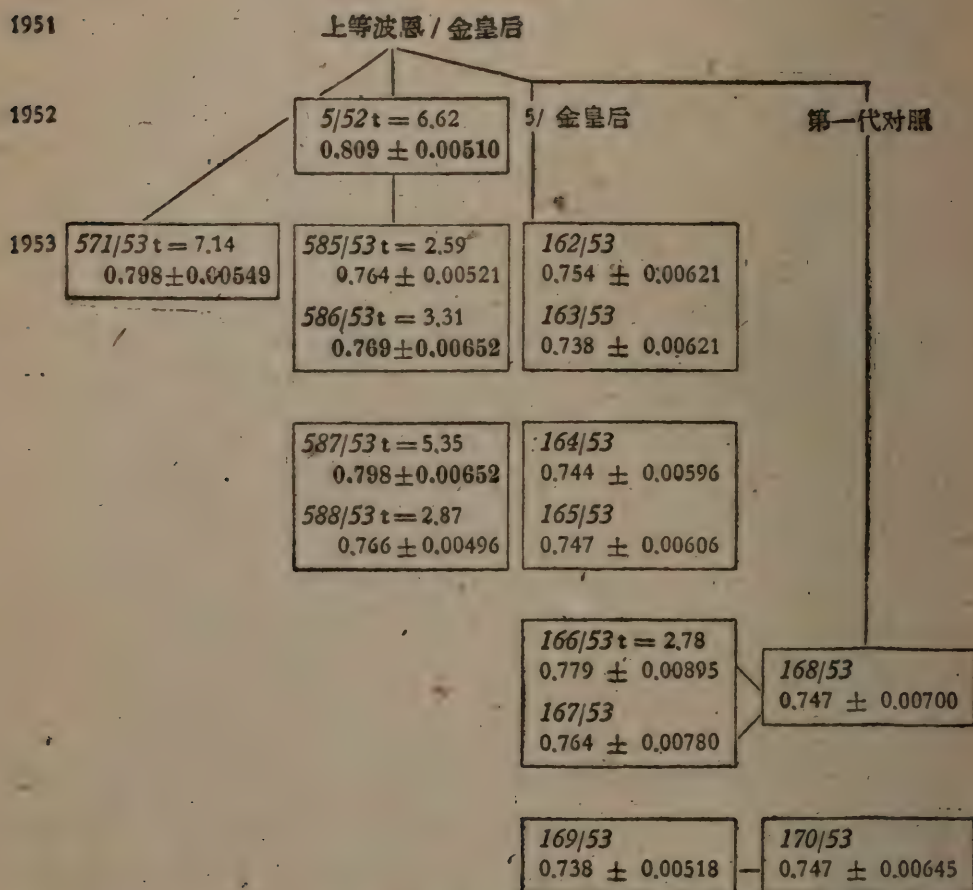 1951
上等波恩 / 金皇后
1952
5/52 t = 6.62
0.809 ± 0.00510
5/ 金皇后
第一代对照
1953
571/53 t = 7.14
0.798±0.00549
585/53 t = 2.59
0.764 ± 0.00521
586/53 t = 3.31
0.769±0.00652
162/53
0.754 ± 0.00621
163/53
0.738 ± 0.00621
587/53 t = 5.35
0.798±0.00652
588/53 t = 2.87
0.766 ± 0.00496
164/53
0.744 ± 0.00596
165/53
0.747 ± 0.00606
166/53 t = 2.78
0.779 ± 0.00895
167/53
0.764 ± 0.00780
168/53
0.747 ± 0.00700
169/53
0.738 ± 0.00518
170/53
0.747 ± 0.00645